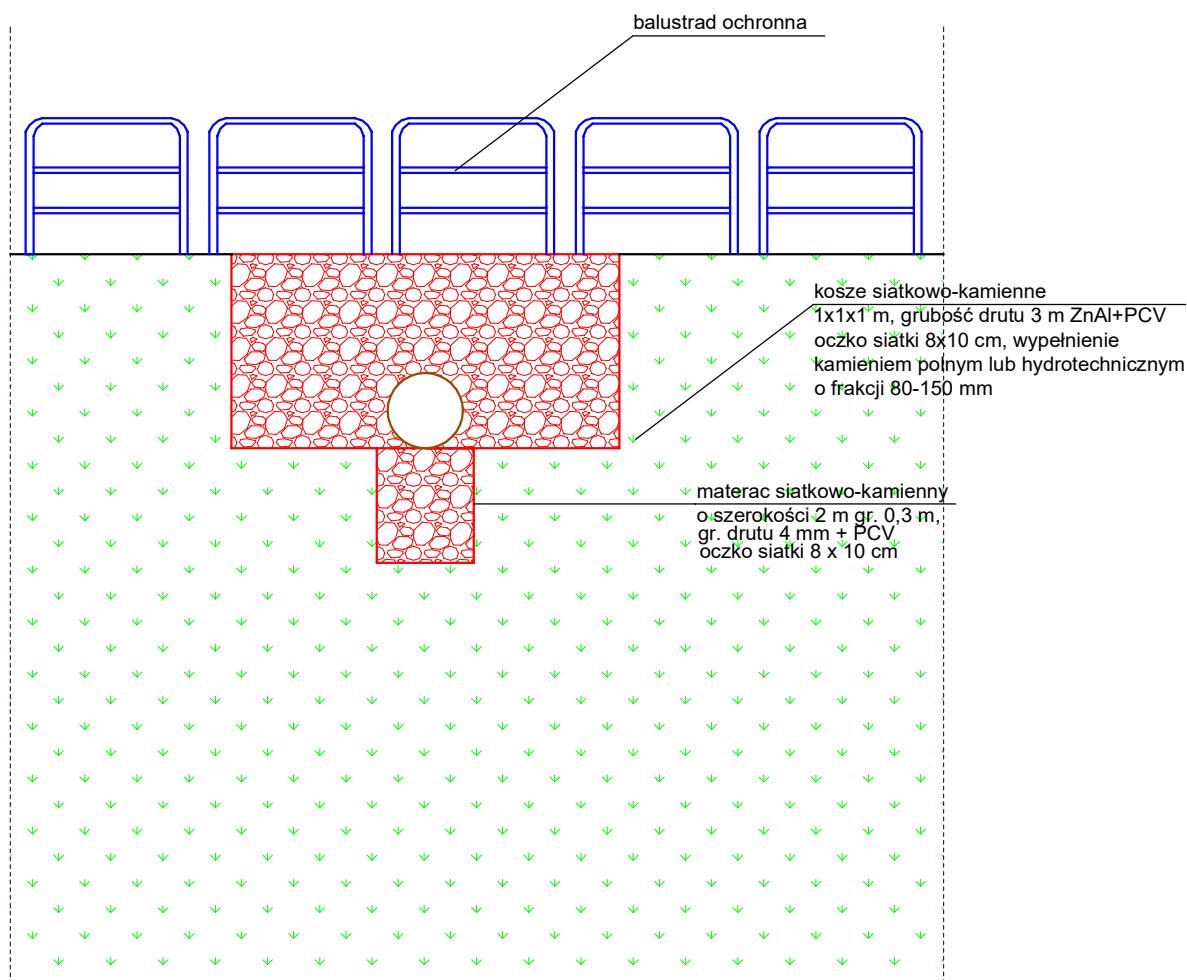 balustrad ochronna
kosze siatkowo-kamienne
1x1x1 m, grubość drutu 3 m ZnAl+PCV
oczko siatki 8x10 cm, wypełnienie
kamieniem polnym lub hydrotechnicznym
o frakcji 80-150 mm
materac siatkowo-kamienny
o szerokości 2 m gr. 0,3 m,
gr. drutu 4 mm + PCV
oczko siatki 8 x 10 cm